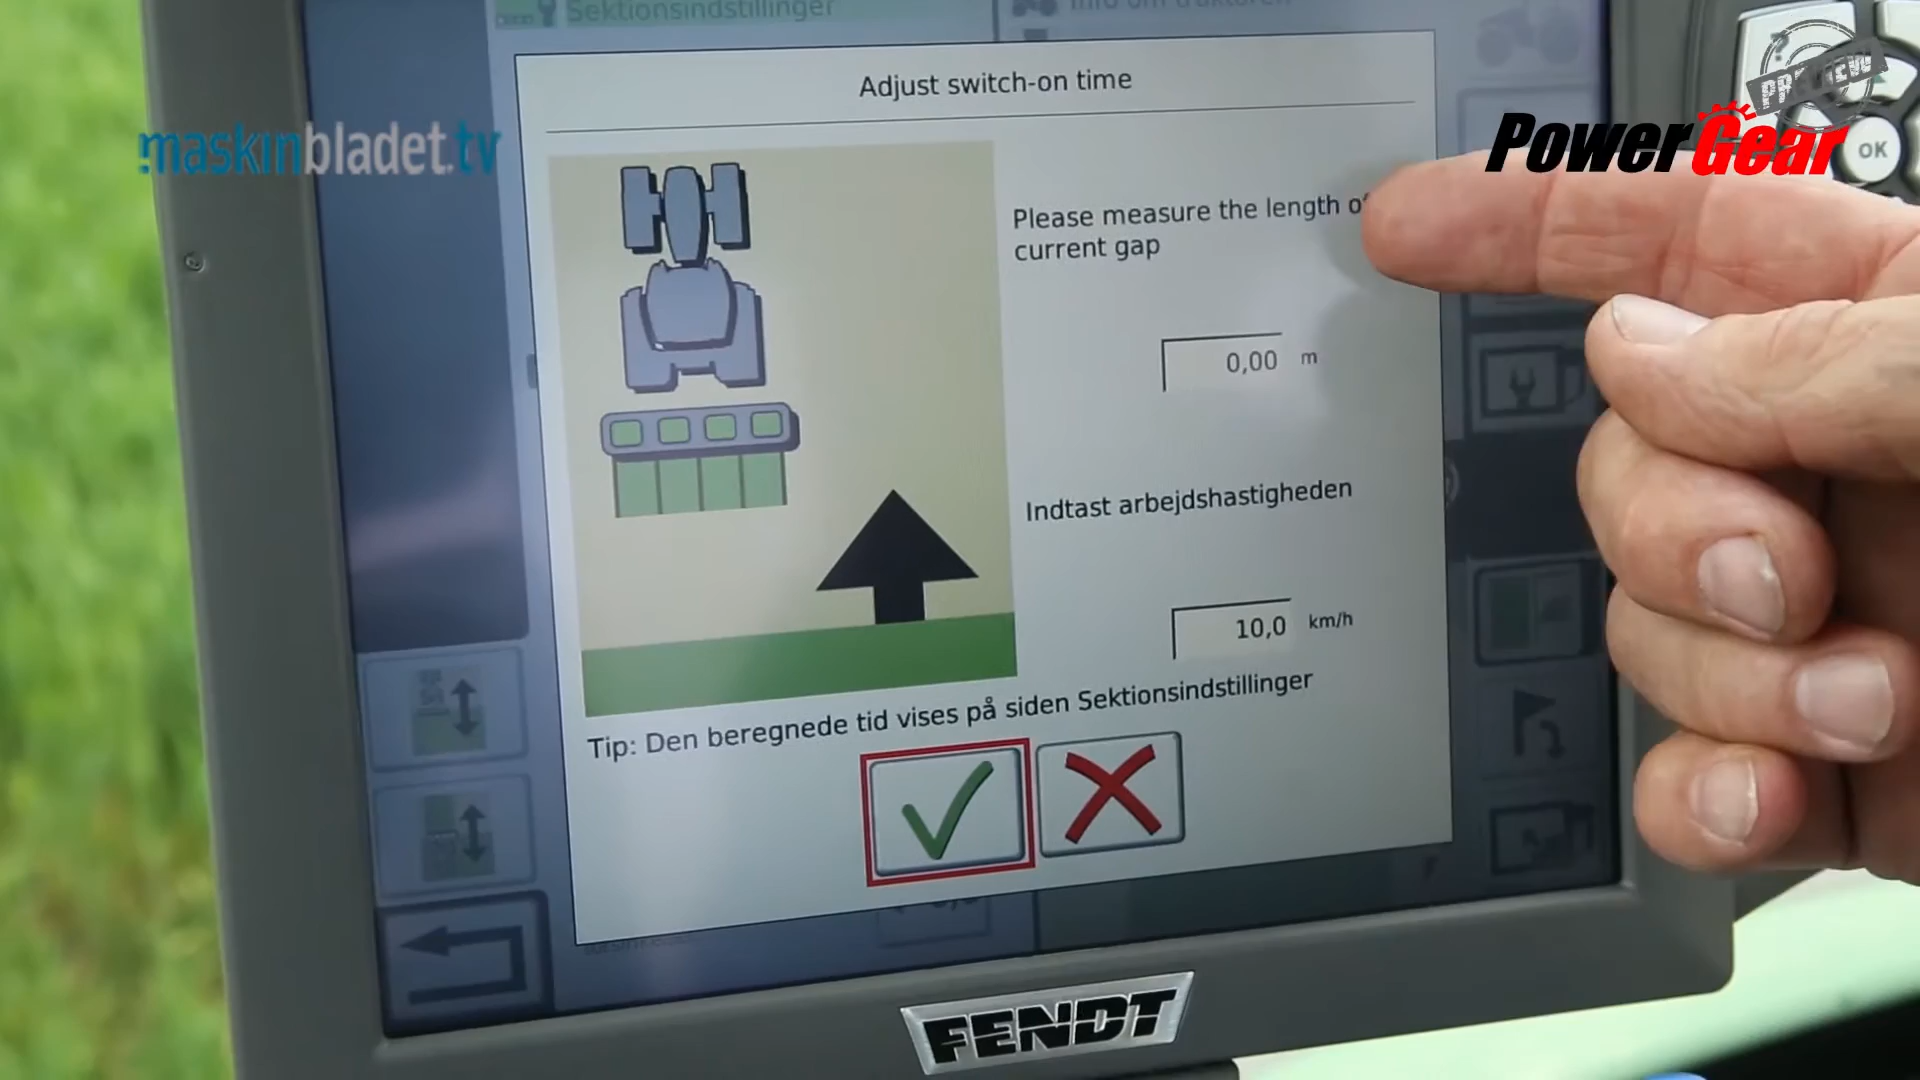 Sektionsindstillinger
Info om traktoren
maskinbladet.tv
PREVIEW
PowerGear
OK
Adjust switch-on time
Please measure the length of
current gap
0,00 m
Indtast arbejdshastigheden
10,0 km/h
Tip: Den beregnede tid vises på siden Sektionsindstillinger
FENDT